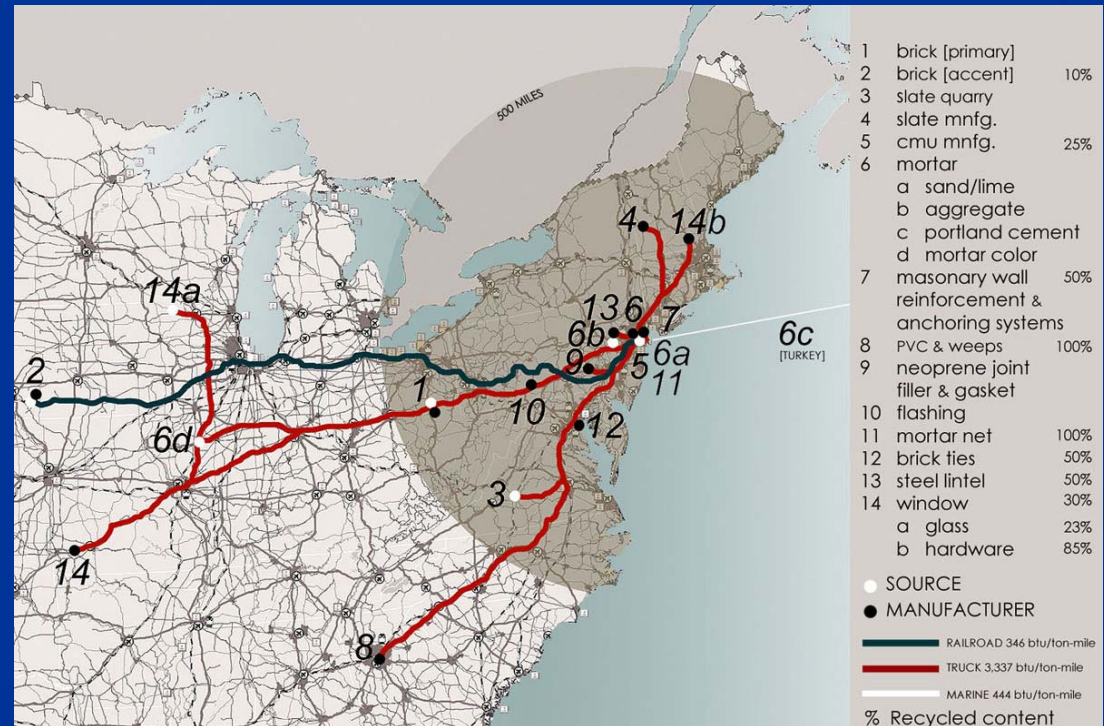 500 MILES
4
14b
14a
13
6
7
6b
6c
[TURKEY]
9
5
6a
11
2
1
10
12
6d
3
14
8
1 brick [primary]
2 brick [accent] 10%
3 slate quarry
4 slate mnfg.
5 cmu mnfg. 25%
6 mortar
a sand/lime
b aggregate
c portland cement
d mortar color
7 masonary wall 50%
reinforcement &
anchoring systems
8 PVC & weeps 100%
9 neoprene joint
filler & gasket
10 flashing
11 mortar net 100%
12 brick ties 50%
13 steel lintel 50%
14 window 30%
a glass 23%
b hardware 85%
SOURCE
MANUFACTURER
RAILROAD 346 btu/ton-mile
TRUCK 3,337 btu/ton-mile
MARINE 444 btu/ton-mile
% Recycled content